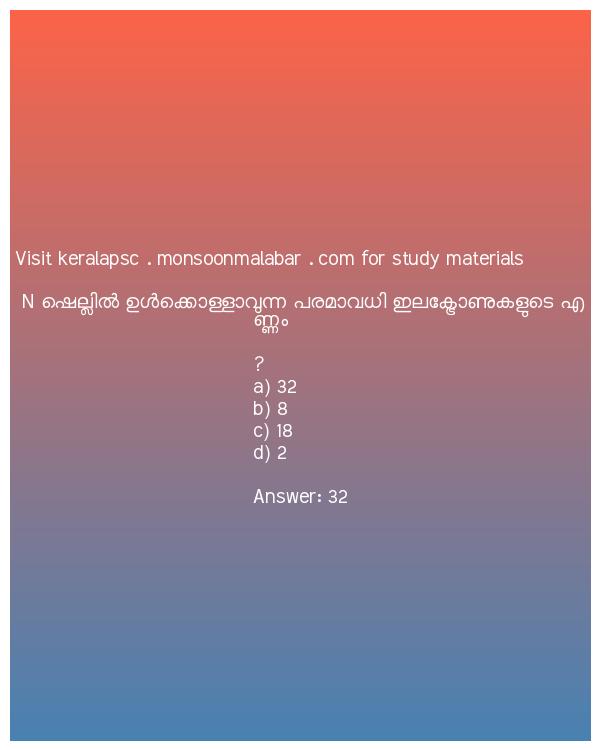 Visit keralapsc . monsoonmalabar . com for study materials
N ഷെല്ലിൽ ഉൾക്കൊള്ളാവുന്ന പരമാവധി ഇലക്ട്രോണുകളുടെ എ
ണ്ണം
?
a) 32
b) 8
c) 18
d) 2
Answer: 32